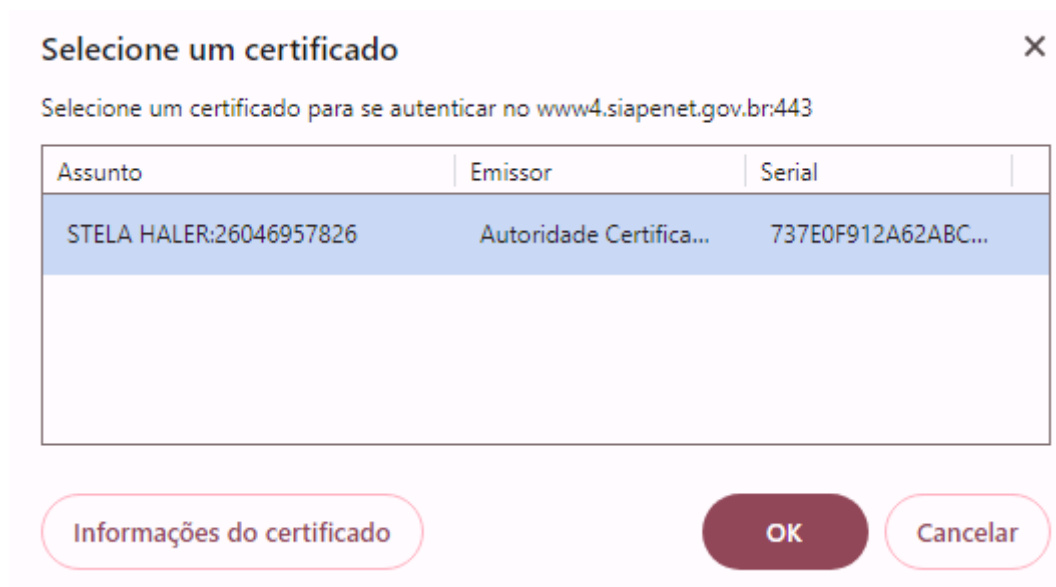 Selecione um certificado
Selecione um certificado para se autenticar no www4.siapenet.gov.br:443
Assunto Emissor Serial
STELA HALER:26046957826 Autoridade Certifica... 737E0F912A62ABC...
Informações do certificado OK Cancelar